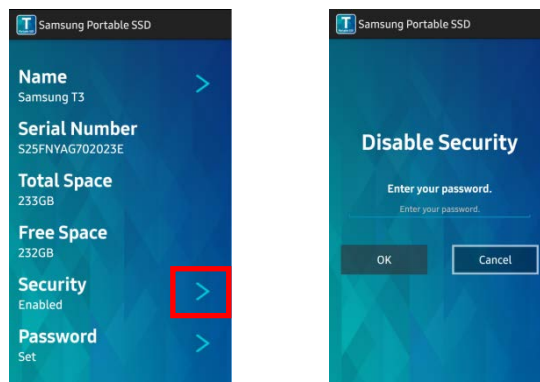 Samsung Portable SSD
Name
Samsung T3
Serial Number
S25FNYAG702023E
Total Space
233GB
Free Space
232GB
Security
Enabled
Password
Set
Samsung Portable SSD
Disable Security
Enter your password.
Enter your password.
OK
Cancel